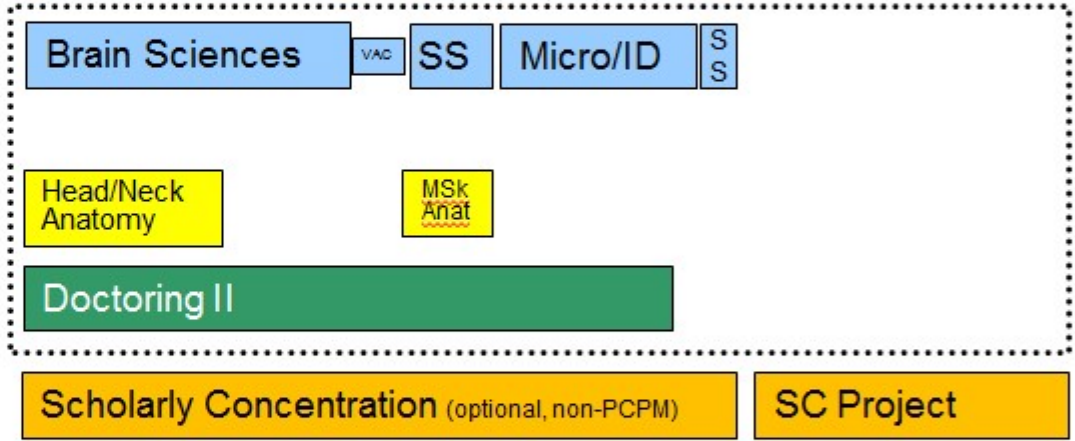 Brain Sciences
VAC
SS
Micro/ID
S
S
Head/Neck
Anatomy
MSk
Anat
Doctoring II
Scholarly Concentration (optional, non-PCPM)
SC Project